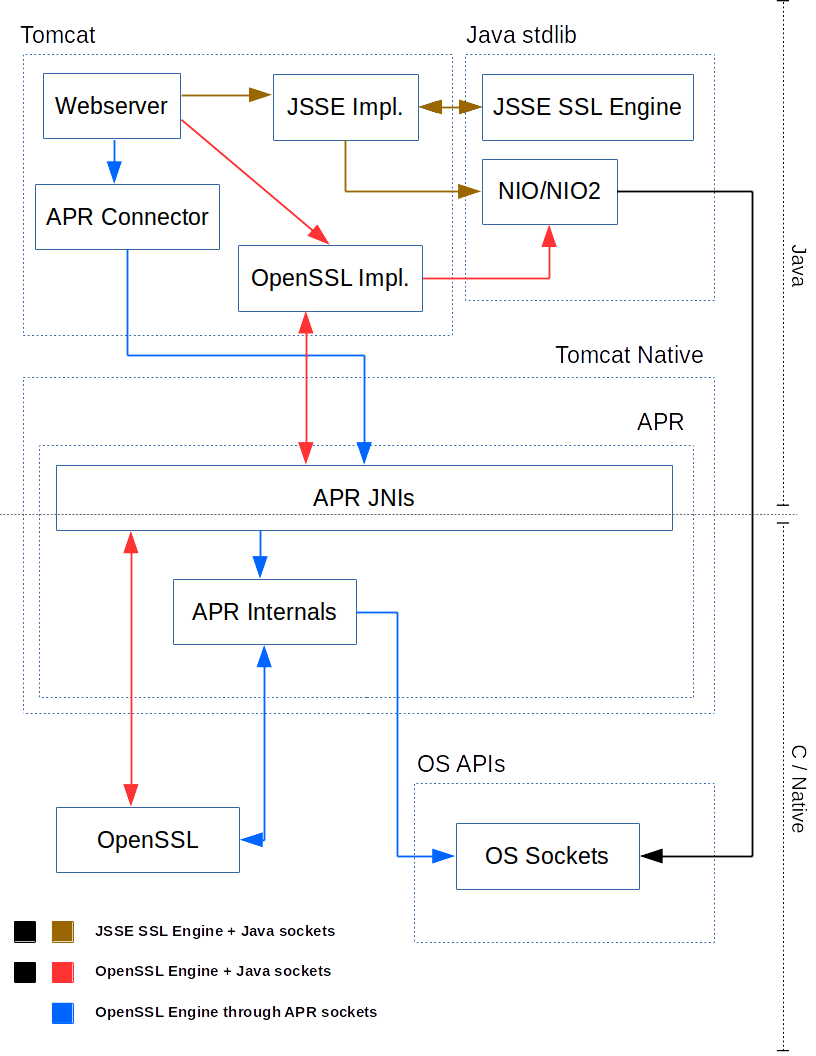 Tomcat
Java stdlib
Webserver
JSSE Impl.
JSSE SSL Engine
NIO/NIO2
APR Connector
OpenSSL Impl.
Java
Tomcat Native
APR
APR JNIs
APR Internals
C / Native
OS APIs
OpenSSL
OS Sockets
JSSE SSL Engine + Java sockets
OpenSSL Engine + Java sockets
OpenSSL Engine through APR sockets